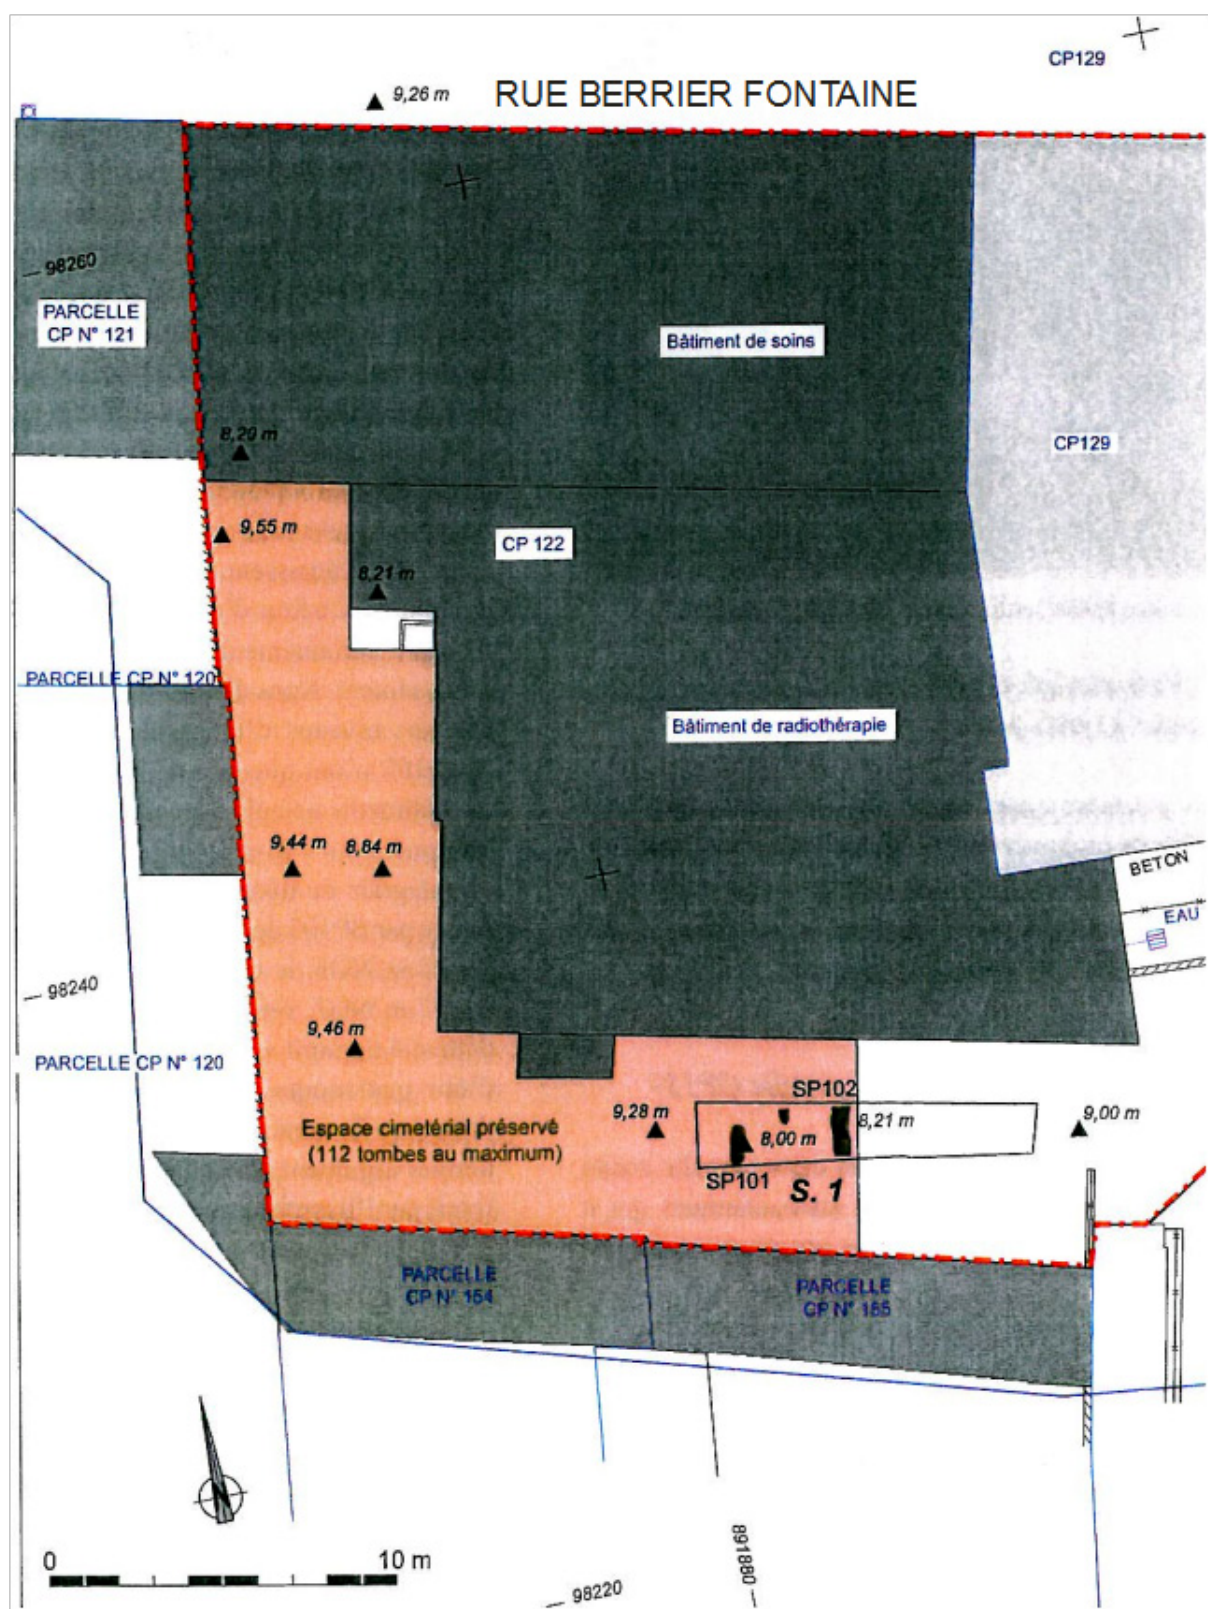 CP129
9,26 m
RUE BERRIER FONTAINE
98260
PARCELLE
CP N° 121
Bâtiment de soins
8,20 m
CP129
9,55 m
CP 122
8,21 m
PARCELLE CP N° 120
Bâtiment de radiothérapie
9,44 m
8,84 m
BETON
EAU
98240
9,46 m
PARCELLE CP N° 120
SP102
9,28 m
8,21 m
9,00 m
Espace cimetérial préservé
(112 tombes au maximum)
8,00 m
SP101
S. 1
PARCELLE
CP N° 154
PARCELLE
CP N° 155
N
891880
0
10 m
98220